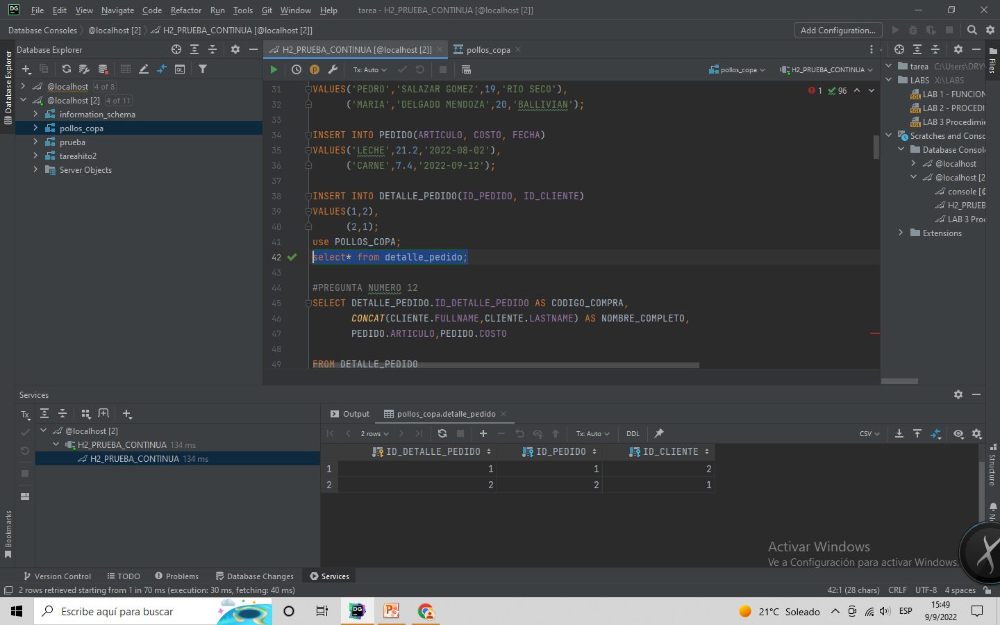 DG File Edit View Navigate Code Refactor Run Tools Git Window Help tarea - H2_PRUEBA_CONTINUA [@localhost [2]]
Database Consoles @localhost [2] H2_PRUEBA_CONTINUA [@localhost [2]] Add Configuration...
Database Explorer
Database Explorer
@localhost 4 of 8
@localhost [2] 4 of 11
information_schema
pollos_copa
prueba
tareahito2
Server Objects
H2_PRUEBA_CONTINUA [@localhost [2]] pollos_copa
Tx: Auto pollos_copa H2_PRUEBA_CONTINUA
1 96
31 VALUES('PEDRO','SALAZAR GOMEZ',19,'RIO SECO'),
32 ('MARIA','DELGADO MENDOZA',20,'BALLIVIAN');
33
34 INSERT INTO PEDIDO(ARTICULO, COSTO, FECHA)
35 VALUES('LECHE',21.2,'2022-08-02'),
36 ('CARNE',7.4,'2022-09-12');
37
38 INSERT INTO DETALLE_PEDIDO(ID_PEDIDO, ID_CLIENTE)
39 VALUES(1,2),
40 (2,1);
41 use POLLOS_COPA;
42 select* from detalle_pedido;
43
44 #PREGUNTA NUMERO 12
45 SELECT DETALLE_PEDIDO.ID_DETALLE_PEDIDO AS CODIGO_COMPRA,
46 CONCAT(CLIENTE.FULLNAME,CLIENTE.LASTNAME) AS NOMBRE_COMPLETO,
47 PEDIDO.ARTICULO,PEDIDO.COSTO
48
49 FROM DETALLE_PEDIDO
Files
tarea C:\Users\DRY
LABS X:\LABS
LAB 1 - FUNCION
LAB 2 - PROCEDI
LAB 3 Procedimie
Scratches and Conso
Database Consol
@localhost
@localhost [2
console [@
H2_PRUEB
LAB 3 Proc
Extensions
Services
Tx
@localhost [2]
H2_PRUEBA_CONTINUA 134 ms
H2_PRUEBA_CONTINUA 134 ms
Output pollos_copa.detalle_pedido
2 rows Tx: Auto DDL CSV
ID_DETALLE_PEDIDO ID_PEDIDO ID_CLIENTE
1 1 1 2
2 2 2 1
Structure
Bookmarks
Activar Windows
Ve a Configuración para activar Windows.
Version Control TODO Problems Database Changes Services
2 rows retrieved starting from 1 in 70 ms (execution: 30 ms, fetching: 40 ms) 42:1 (28 chars) CRLF UTF-8 4 spaces
Escribe aquí para buscar
21°C Soleado ESP
15:49
9/9/2022